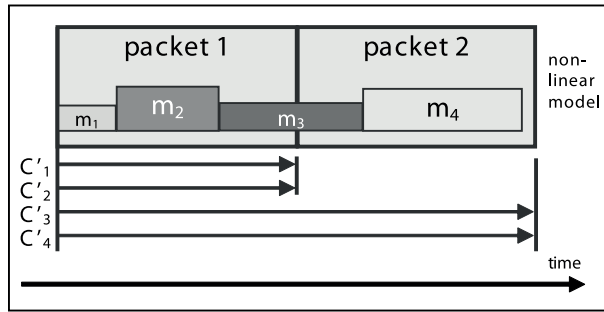 packet 1 packet 2
non-
linear
model
m₁ m₂ m₃ m₄
C'₁
C'₂
C'₃
C'₄
time